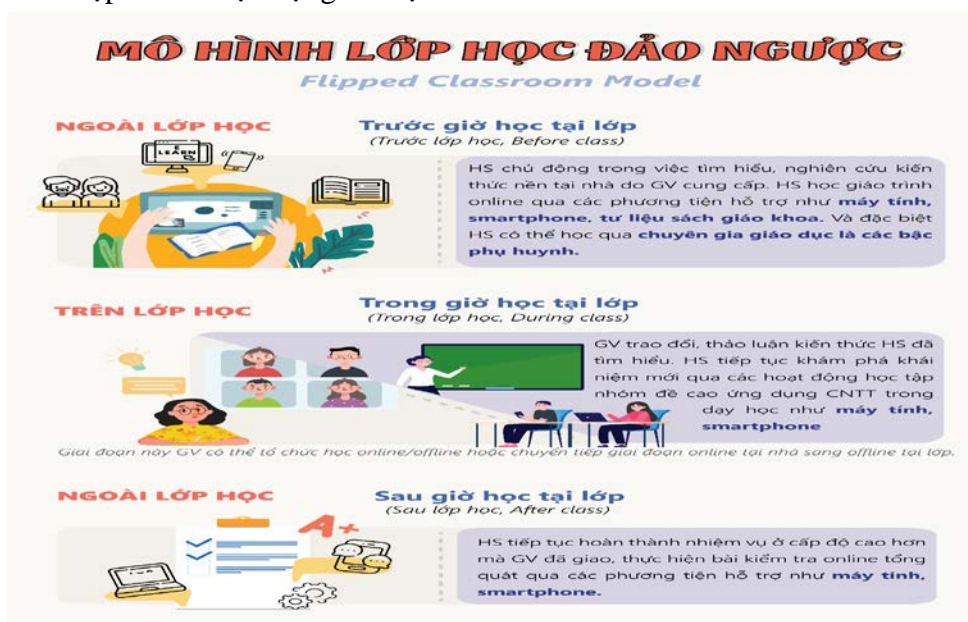 MÔ HÌNH LỚP HỌC ĐẢO NGƯỢC
Flipped Classroom Model
NGOÀI LỚP HỌC
Trước giờ học tại lớp
(Trước lớp học, Before class)
LEARN
HS chủ động trong việc tìm hiểu, nghiên cứu kiến
thức nền tại nhà do GV cung cấp. HS học giáo trình
online qua các phương tiện hỗ trợ như máy tính,
smartphone, tư liệu sách giáo khoa. Và đặc biệt
HS có thể học qua chuyên gia giáo dục là các bậc
phụ huynh.
TRÊN LỚP HỌC
Trong giờ học tại lớp
(Trong lớp học, During class)
GV trao đổi, thảo luận kiến thức HS đã
tìm hiểu. HS tiếp tục khám phá khái
niệm mới qua các hoạt động học tập
nhóm đề cao ứng dụng CNTT trong
dạy học như máy tính,
smartphone
Giai đoạn này GV có thể tổ chức học online/offline hoặc chuyển tiếp giai đoạn online tại nhà sang offline tại lớp.
NGOÀI LỚP HỌC
Sau giờ học tại lớp
(Sau lớp học, After class)
A+
HS tiếp tục hoàn thành nhiệm vụ ở cấp độ cao hơn
mà GV đã giao, thực hiện bài kiểm tra online tổng
quát qua các phương tiện hỗ trợ như máy tính,
smartphone.